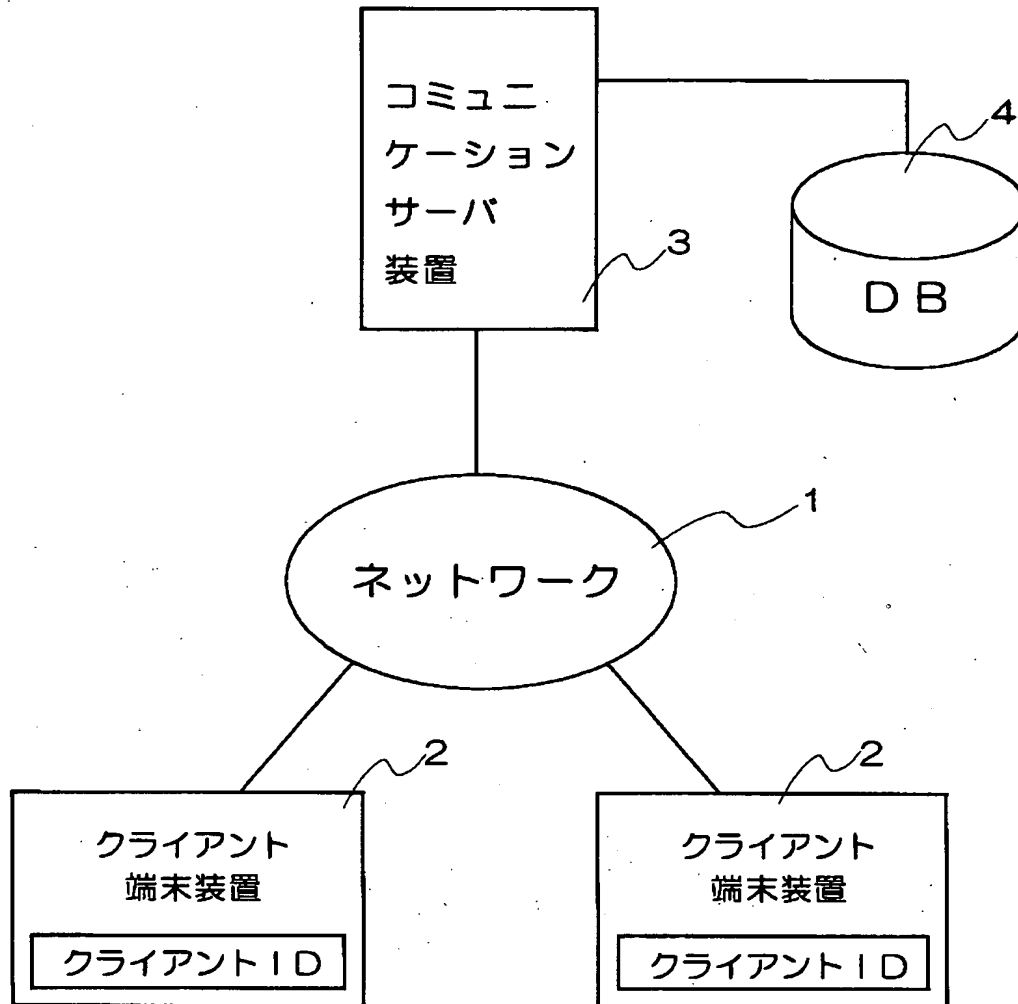 コミュニ
ケーション
サーバ
装置
3
4
DB
1
ネットワーク
2
クライアント
端末装置
クライアントID
2
クライアント
端末装置
クライアントID